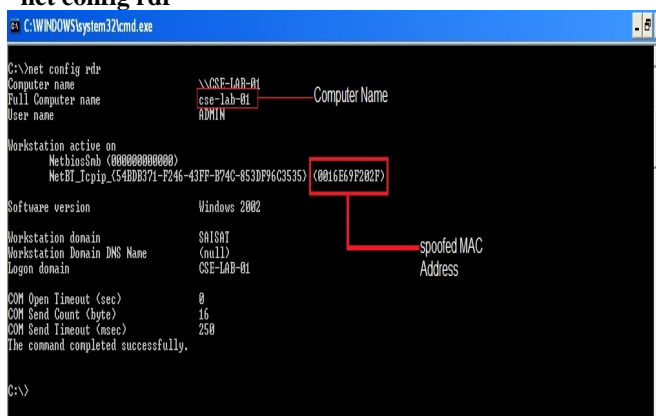 net config rdr
C:\WINDOWS\system32\cmd.exe
C:\>net config rdr
Computer name \\CSE-LAB-01
Full Computer name cse-lab-01 Computer Name
User name ADMIN
Workstation active on
NetbiosSmb (000000000000)
NetBT_Tcpip_{54BDB371-F246-43FF-B74C-853DF96C3535} (0016E69F202F)
Software version Windows 2002
Workstation domain SAISAT
Workstation Domain DNS Name (null)
Logon domain CSE-LAB-01
spoofed MAC
Address
COM Open Timeout (sec) 0
COM Send Count (byte) 16
COM Send Timeout (msec) 250
The command completed successfully.
C:\>